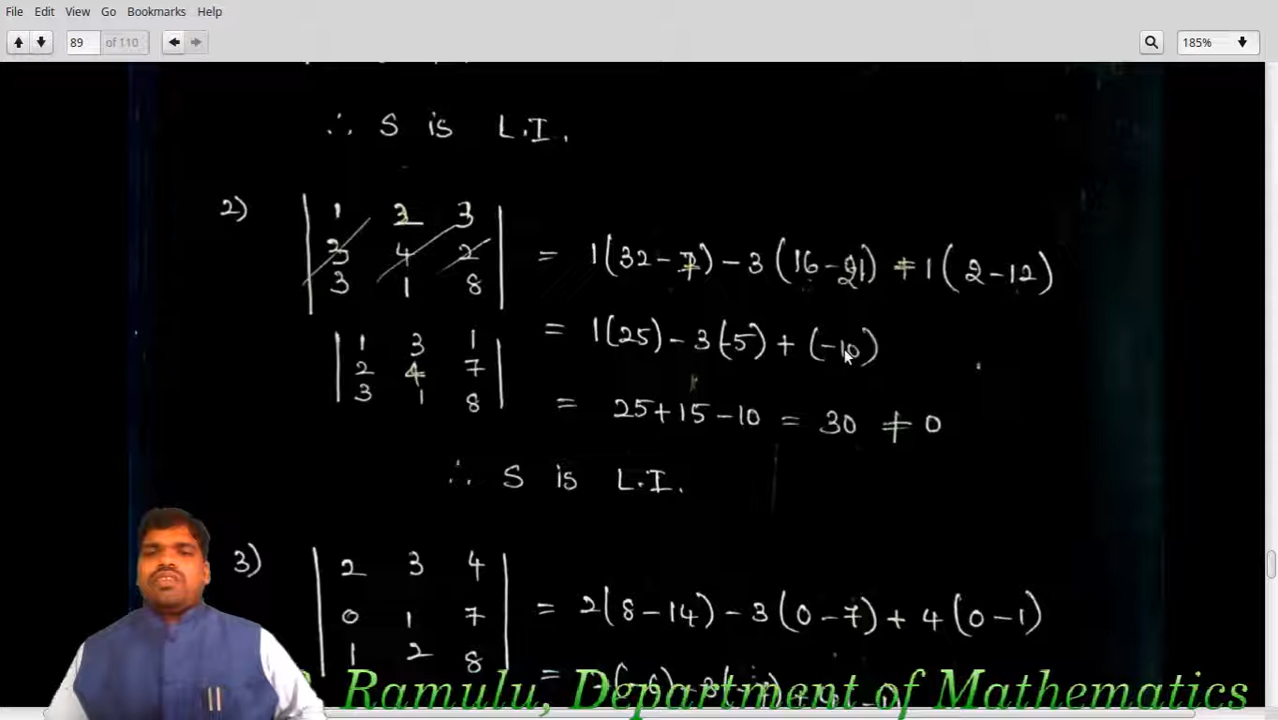 File Edit View Go Bookmarks Help
89 of 110 185%
∴ S is L.I.
2) | 1 2 3 | = 1(32-7) - 3(16-21) + 1(2-12)
| 3 4 2 |
| 3 1 8 |
| 1 3 1 | = 1(25) - 3(-5) + (-10)
| 2 4 7 |
| 3 1 8 | = 25+15-10 = 30 ≠ 0
∴ S is L.I.
3) | 2 3 4 |
| 0 1 7 | = 2(8-14) - 3(0-7) + 4(0-1)
| 1 2 8 |
Ramulu, Department of Mathematics